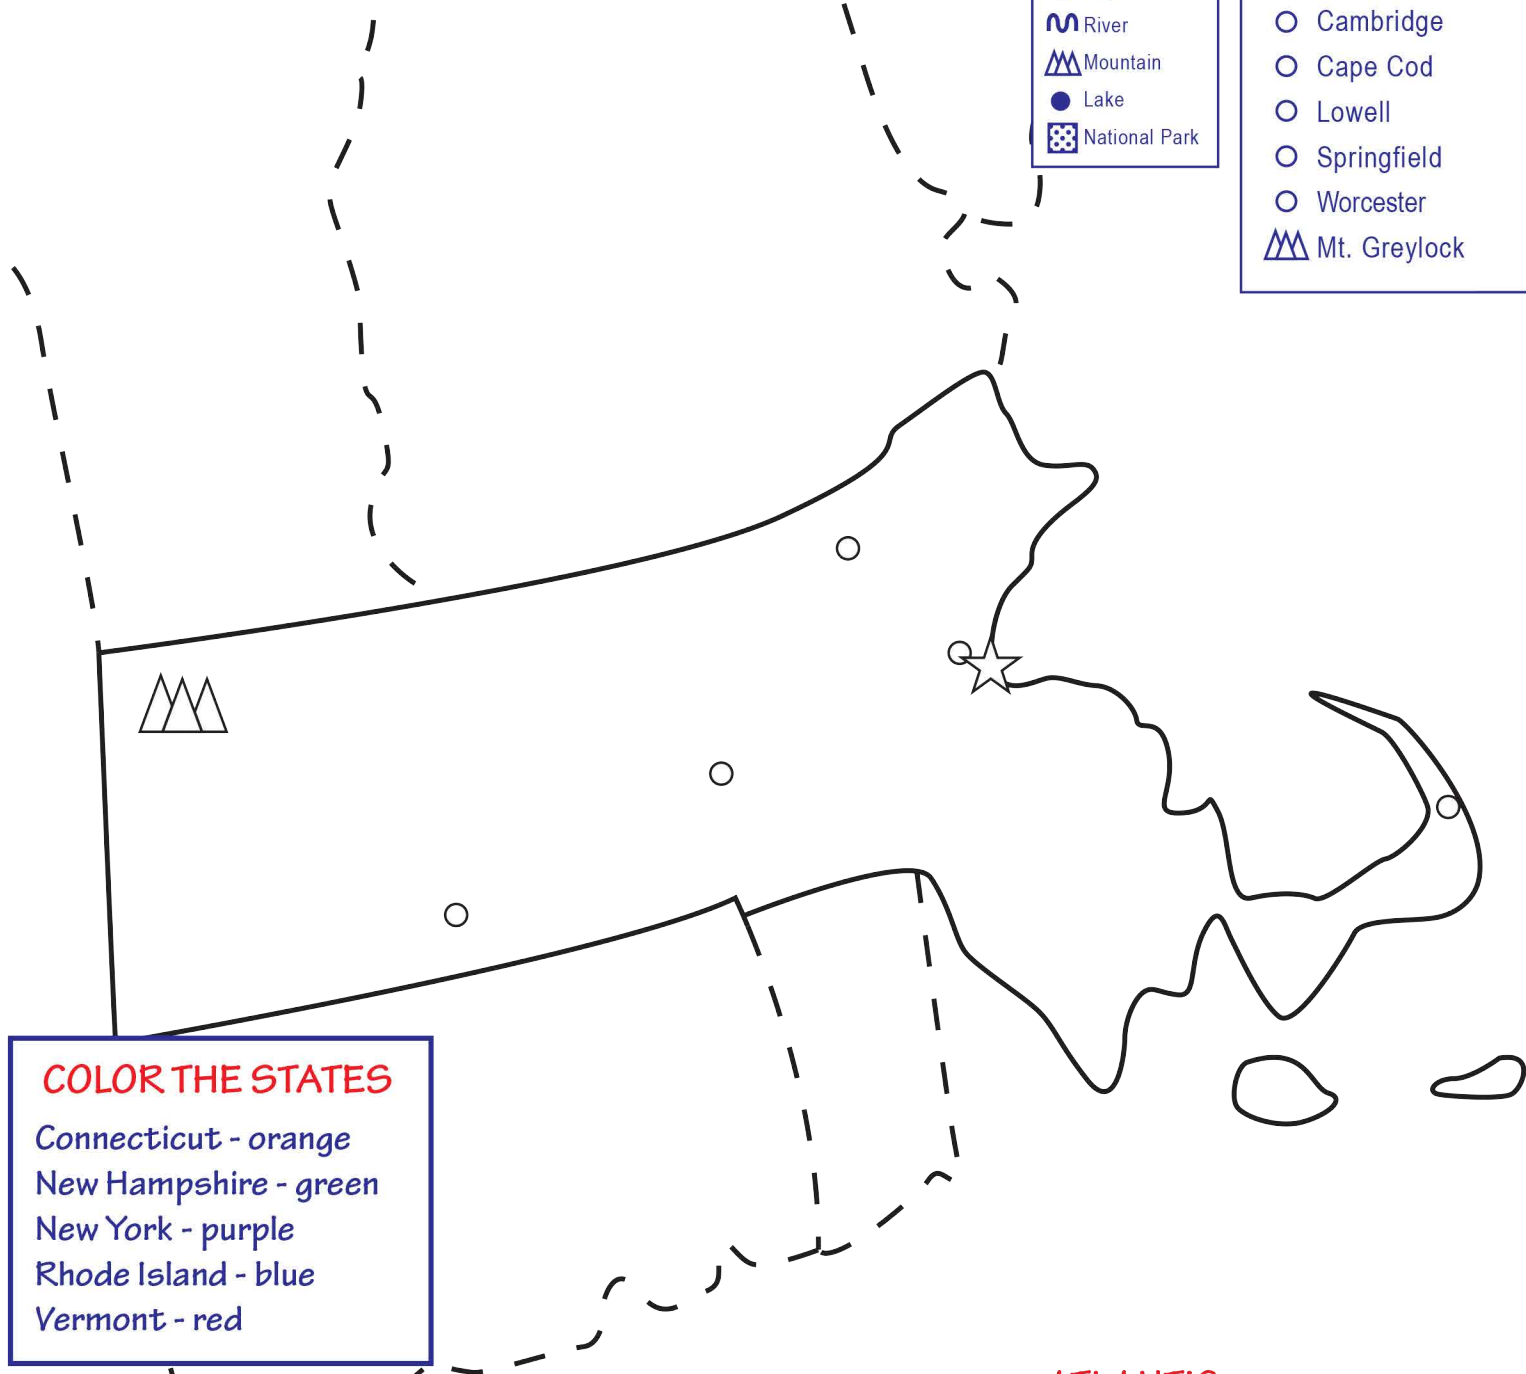 River
Mountain
Lake
National Park
Cambridge
Cape Cod
Lowell
Springfield
Worcester
Mt. Greylock
COLOR THE STATES
Connecticut - orange
New Hampshire - green
New York - purple
Rhode Island - blue
Vermont - red